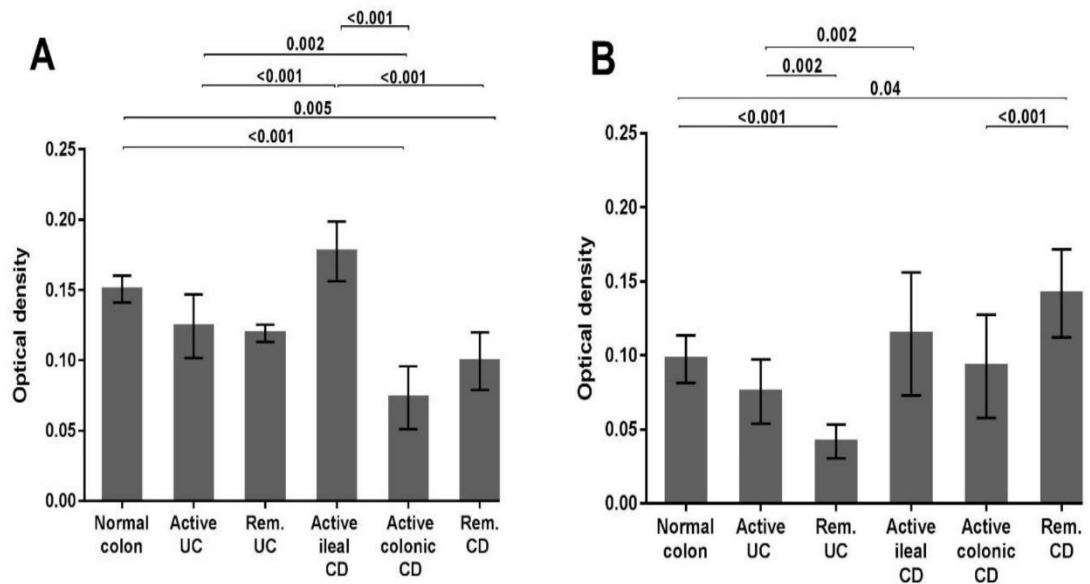 A
<0.001
0.002
<0.001
<0.001
0.005
<0.001
Optical density
0.25
0.20
0.15
0.10
0.05
0.00
Normal
colon
Active
UC
Rem.
UC
Active
ileal
CD
Active
colonic
CD
Rem.
CD
B
0.002
0.002
0.04
<0.001
<0.001
Optical density
0.25
0.20
0.15
0.10
0.05
0.00
Normal
colon
Active
UC
Rem.
UC
Active
ileal
CD
Active
colonic
CD
Rem.
CD